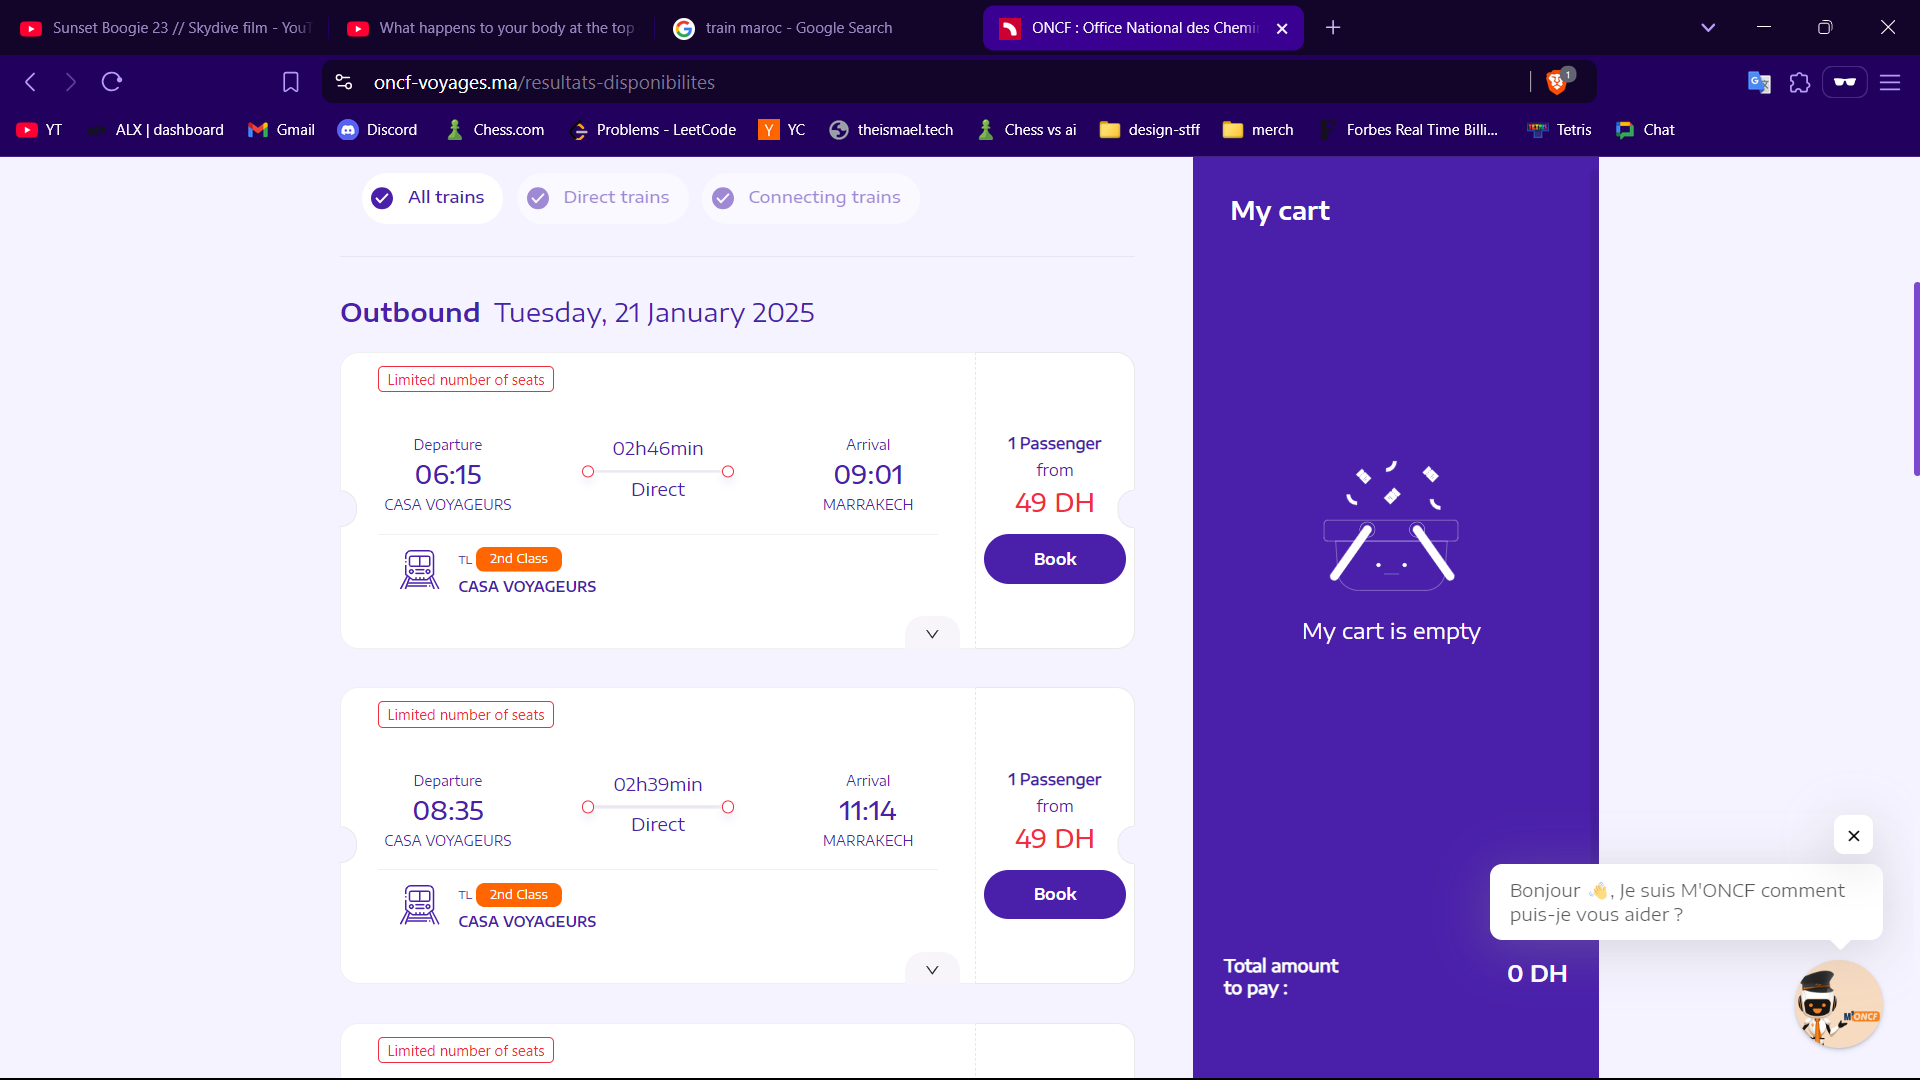 Sunset Boogie 23 // Skydive film - YouT
What happens to your body at the top
train maroc - Google Search
ONCF : Office National des Chemi
oncf-voyages.ma/resultats-disponibilites
1
YT
ALX | dashboard
Gmail
Discord
Chess.com
Problems - LeetCode
YC
theismael.tech
Chess vs ai
design-stff
merch
Forbes Real Time Billi...
Tetris
Chat
All trains
Direct trains
Connecting trains
Outbound Tuesday, 21 January 2025
Limited number of seats
Departure
06:15
CASA VOYAGEURS
02h46min
Direct
Arrival
09:01
MARRAKECH
TL 2nd Class
CASA VOYAGEURS
1 Passenger
from
49 DH
Book
Limited number of seats
Departure
08:35
CASA VOYAGEURS
02h39min
Direct
Arrival
11:14
MARRAKECH
TL 2nd Class
CASA VOYAGEURS
1 Passenger
from
49 DH
Book
Limited number of seats
My cart
My cart is empty
Total amount
to pay :
0 DH
Bonjour 👋, Je suis M'ONCF comment
puis-je vous aider ?
M'ONCF